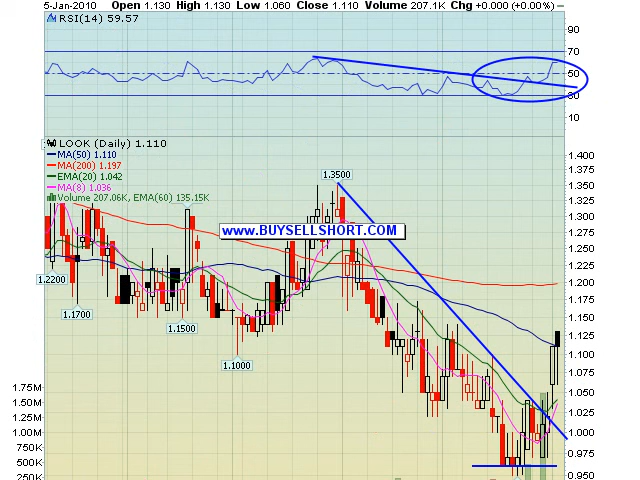 5-Jan-2010 Open 1.130 High 1.130 Low 1.060 Close 1.110 Volume 207.1K Chg +0.000 (+0.00%)
RSI(14) 59.57
90
70
50
30
10
LOOK (Daily) 1.110
MA(50) 1.110
MA(200) 1.197
EMA(20) 1.042
MA(8) 1.036
Volume 207.06K, EMA(60) 135.15K
1.400
1.375
1.3500
1.350
1.325
1.300
WWW.BUYSELLSHORT.COM
1.275
1.250
1.225
1.2200
1.200
1.175
1.1700
1.150
1.1500
1.125
1.100
1.1000
1.075
1.75M
1.050
1.50M
1.25M
1.025
1.00M
1.000
750K
500K
0.975
250K
0.950